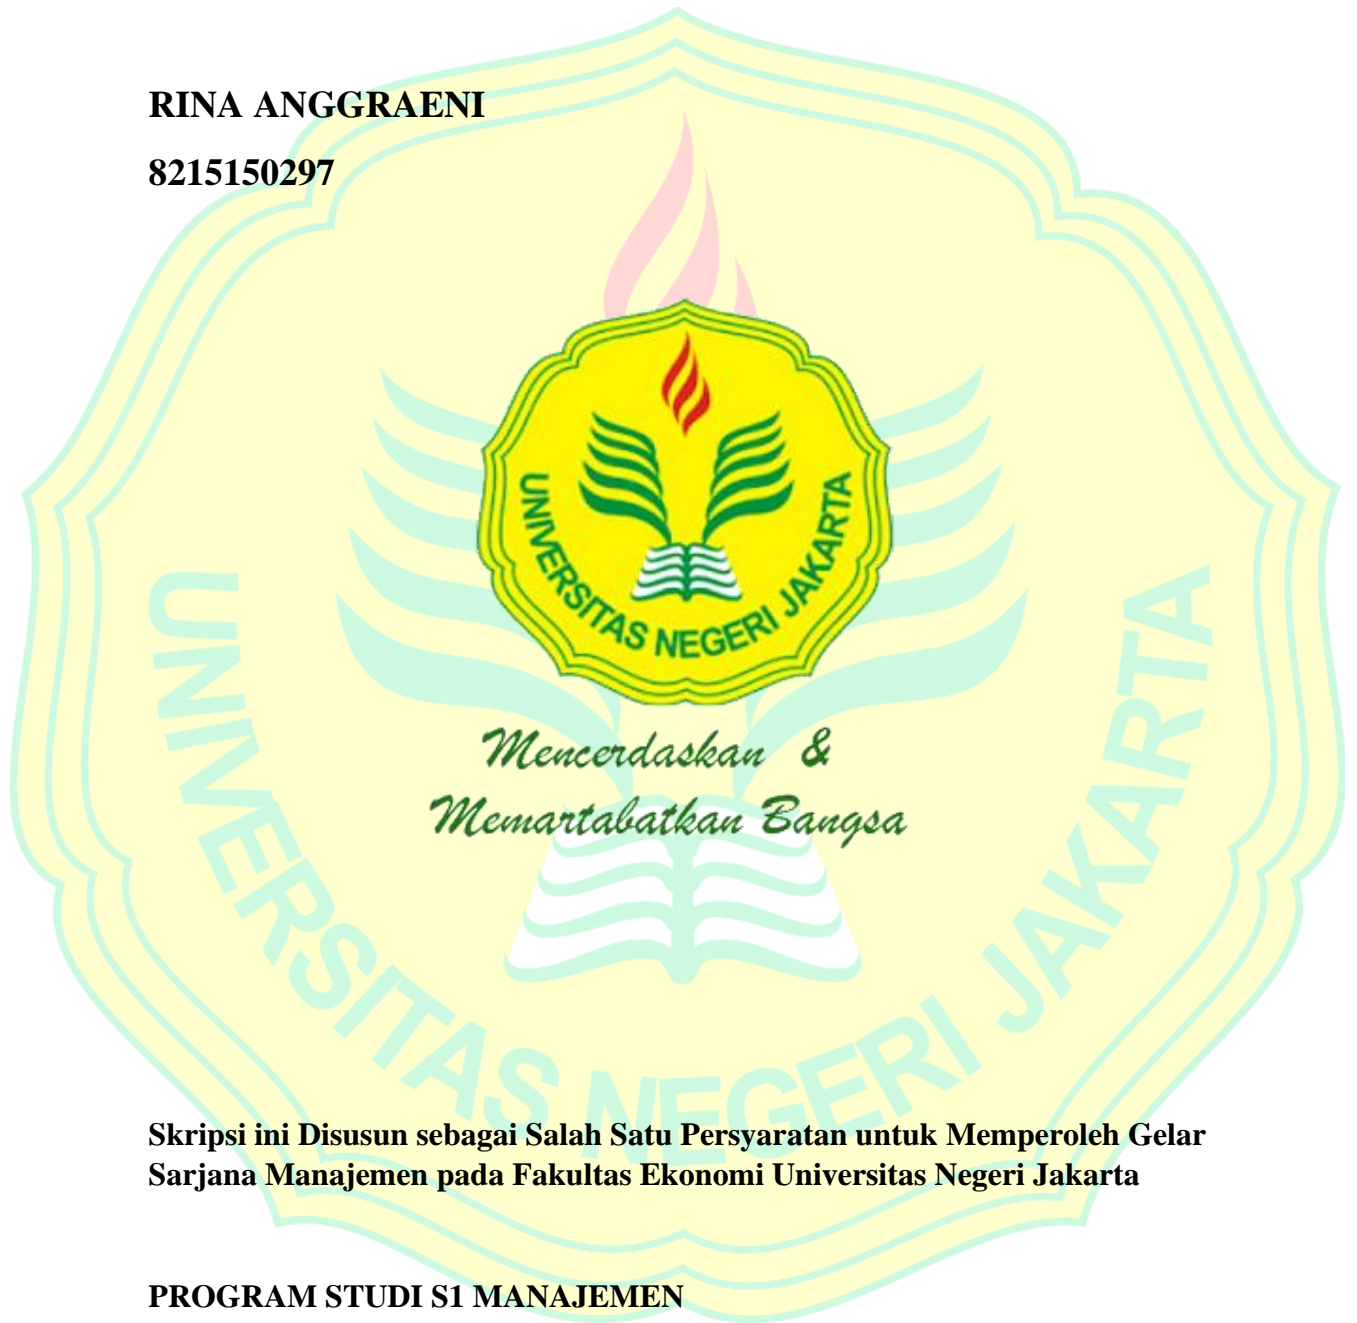 RINA ANGGRAENI
8215150297
UNIVERSITAS NEGERI JAKARTA
Mencerdaskan &
Memartabatkan Bangsa
UNIVERSITAS NEGERI JAKARTA
Skripsi ini Disusun sebagai Salah Satu Persyaratan untuk Memperoleh Gelar
Sarjana Manajemen pada Fakultas Ekonomi Universitas Negeri Jakarta
PROGRAM STUDI S1 MANAJEMEN